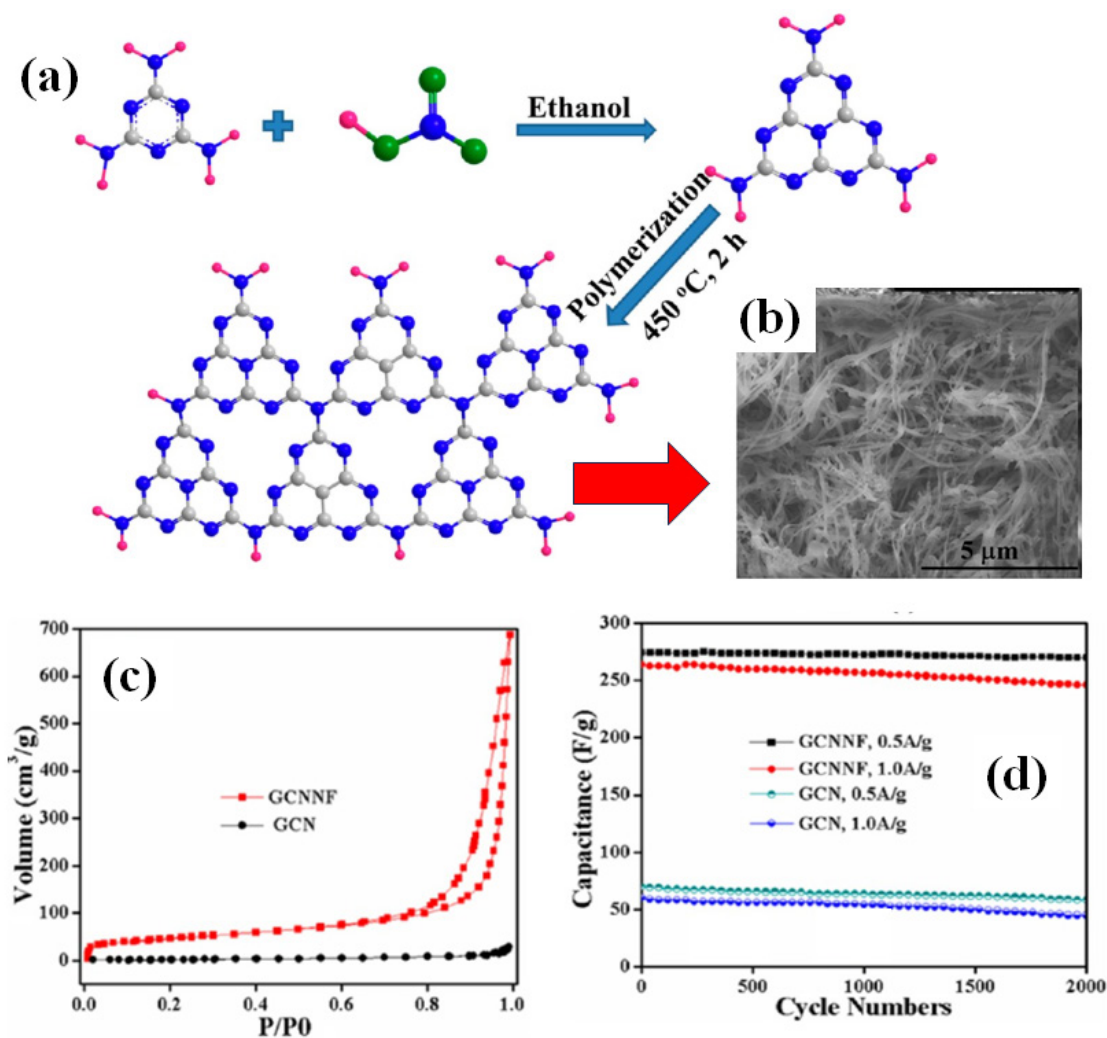 (a)
Ethanol
Polymerization
450 °C, 2 h
(b)
5 μm
(c)
700
600
500
400
300
200
100
0
Volume (cm³/g)
GCNNF
GCN
0.0
0.2
0.4
0.6
0.8
1.0
P/P0
300
250
200
150
100
50
0
Capacitance (F/g)
GCNNF, 0.5A/g
GCNNF, 1.0A/g
GCN, 0.5A/g
GCN, 1.0A/g
(d)
0
500
1000
1500
2000
Cycle Numbers